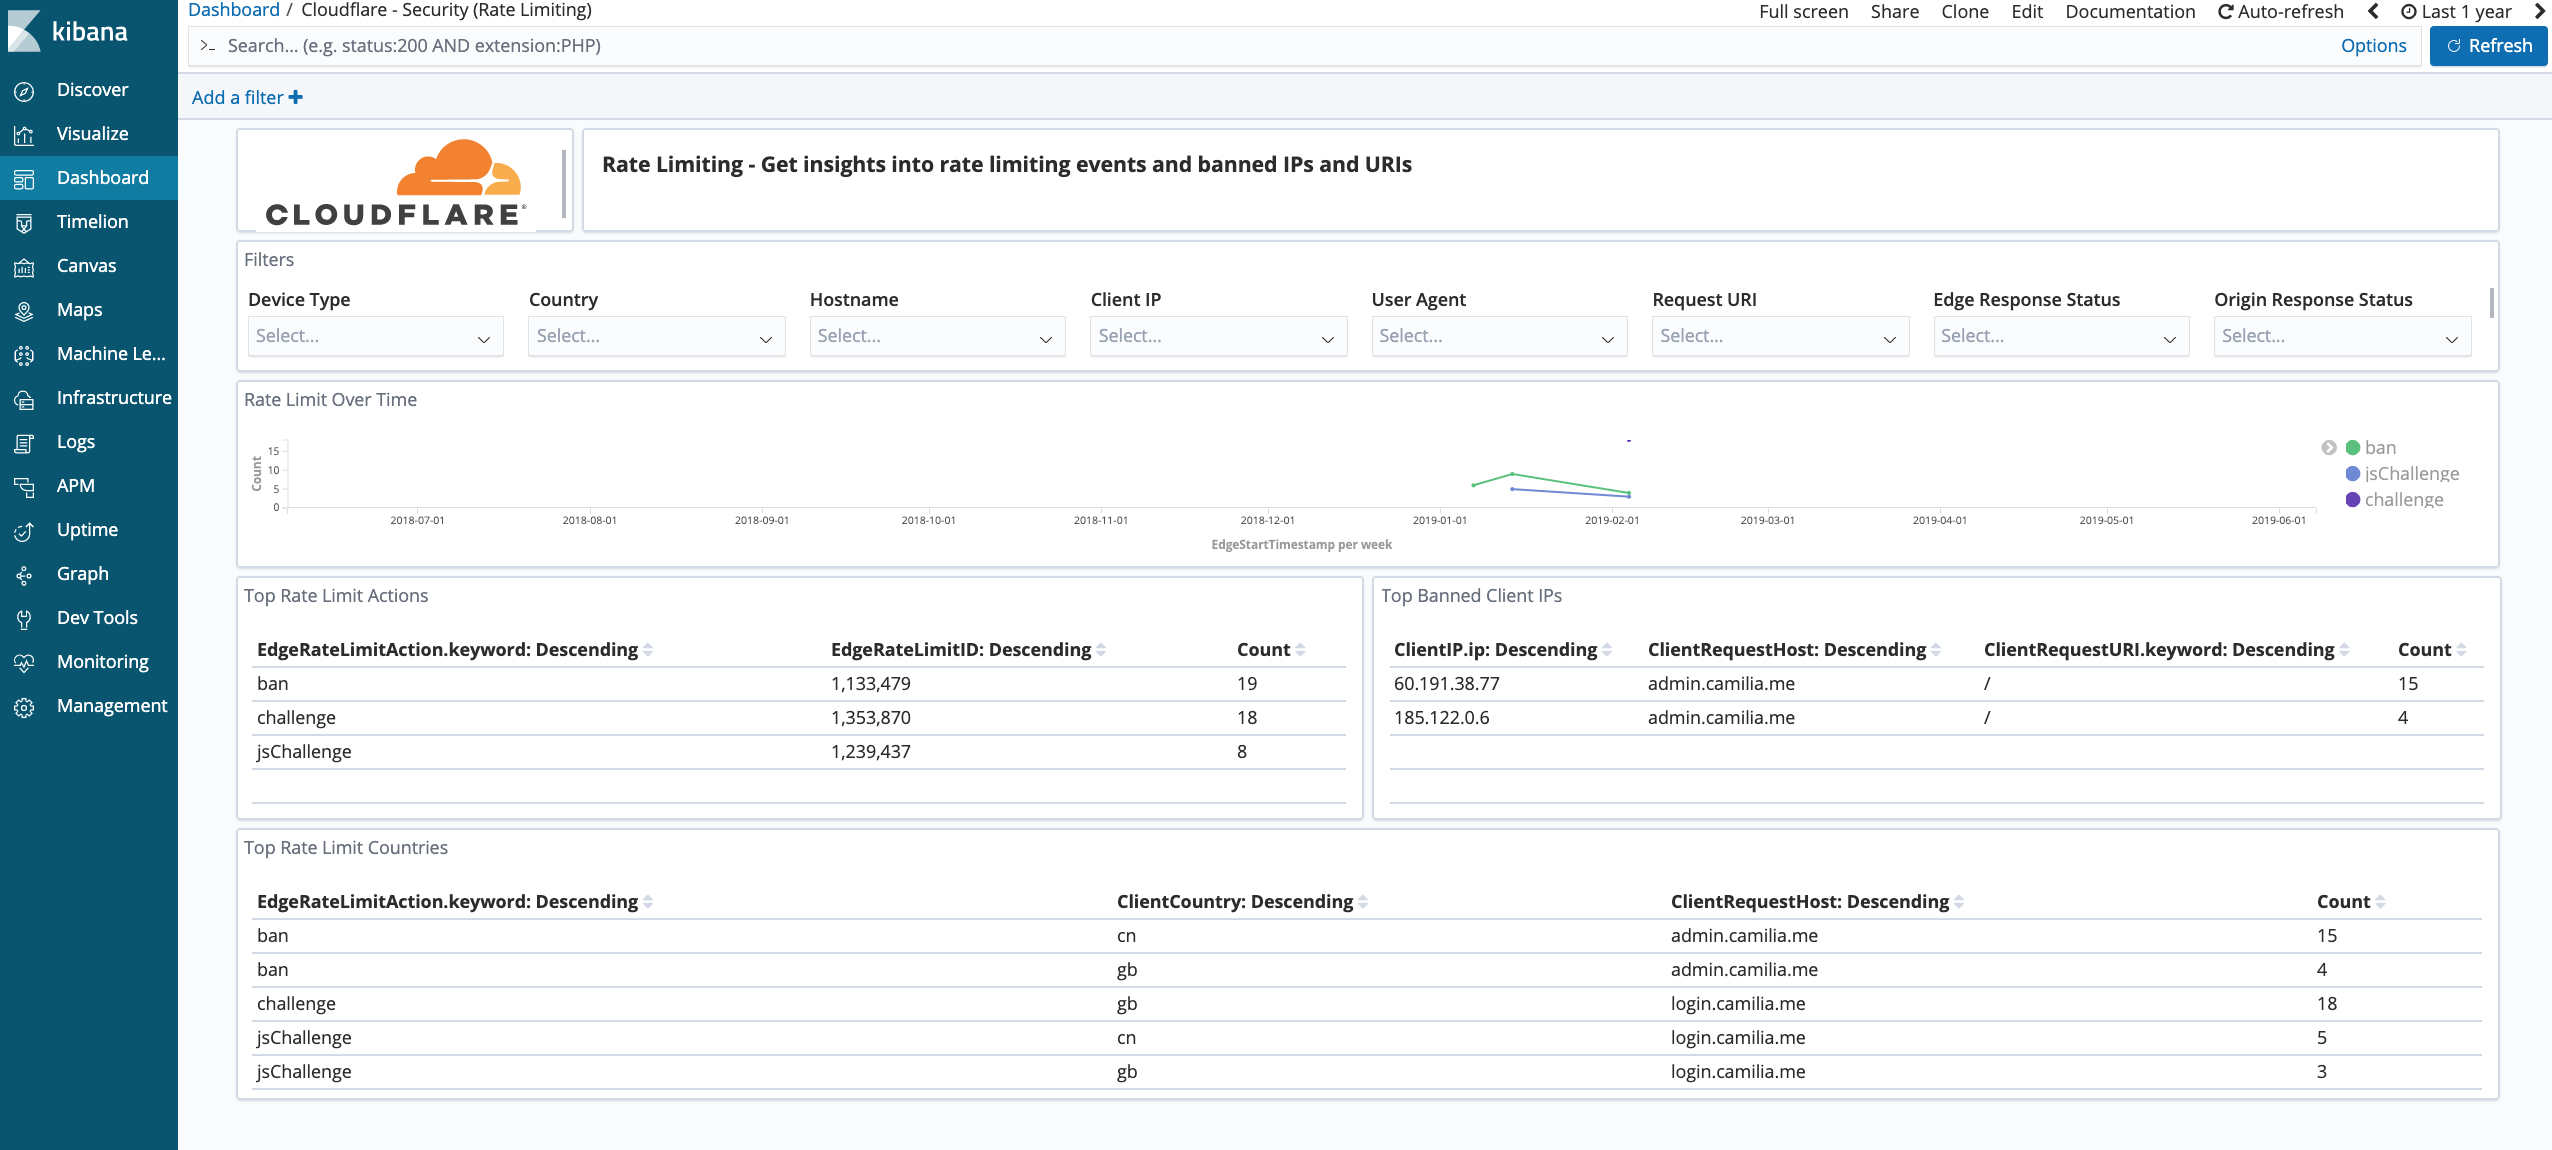 kibana
Dashboard / Cloudflare - Security (Rate Limiting)
Full screen Share Clone Edit Documentation Auto-refresh Last 1 year
>_ Search... (e.g. status:200 AND extension:PHP)
Options Refresh
Add a filter
Discover
Visualize
Dashboard
Timelion
Canvas
Maps
Machine Le...
Infrastructure
Logs
APM
Uptime
Graph
Dev Tools
Monitoring
Management
CLOUDFLARE®
Rate Limiting - Get insights into rate limiting events and banned IPs and URIs
Filters
Device Type Country Hostname Client IP User Agent Request URI Edge Response Status Origin Response Status
Select... Select... Select... Select... Select... Select... Select... Select...
Rate Limit Over Time
Count
15
10
5
0
2018-07-01 2018-08-01 2018-09-01 2018-10-01 2018-11-01 2018-12-01 2019-01-01 2019-02-01 2019-03-01 2019-04-01 2019-05-01 2019-06-01
EdgeStartTimestamp per week
ban
jsChallenge
challenge
Top Rate Limit Actions
EdgeRateLimitAction.keyword: Descending EdgeRateLimitID: Descending Count
ban 1,133,479 19
challenge 1,353,870 18
jsChallenge 1,239,437 8
Top Banned Client IPs
ClientIP.ip: Descending ClientRequestHost: Descending ClientRequestURI.keyword: Descending Count
60.191.38.77 admin.camilia.me / 15
185.122.0.6 admin.camilia.me / 4
Top Rate Limit Countries
EdgeRateLimitAction.keyword: Descending ClientCountry: Descending ClientRequestHost: Descending Count
ban cn admin.camilia.me 15
ban gb admin.camilia.me 4
challenge gb login.camilia.me 18
jsChallenge cn login.camilia.me 5
jsChallenge gb login.camilia.me 3